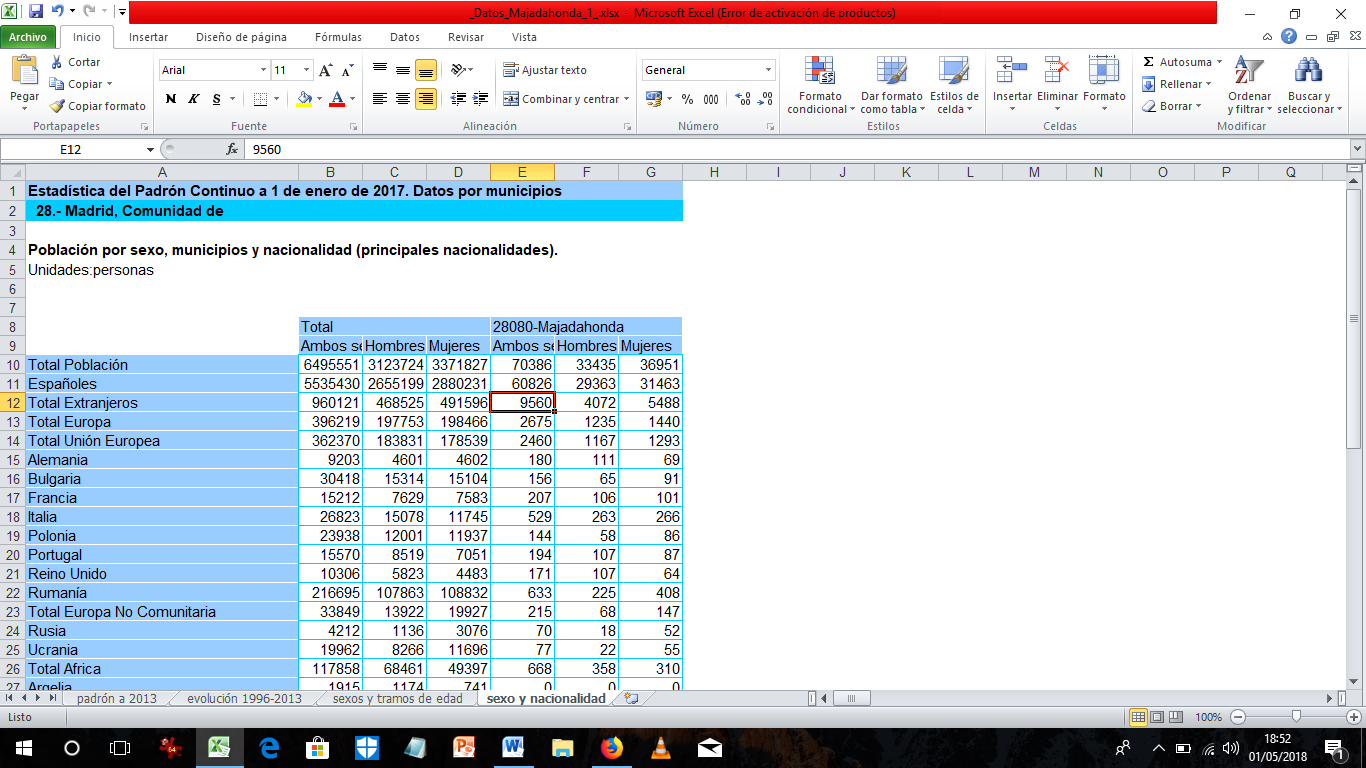 _Datos_Majadahonda_1_.xlsx - Microsoft Excel (Error de activación de productos)
Archivo Inicio Insertar Diseño de página Fórmulas Datos Revisar Vista
Pegar Cortar Copiar Copiar formato Portapapeles
Arial 11 A A N K S A Fuente
Ajustar texto Combinar y centrar Alineación
General % 000 Número
Formato condicional Dar formato como tabla Estilos de celda Estilos
Insertar Eliminar Formato Celdas
Σ Autosuma Rellenar Borrar Ordenar y filtrar Buscar y seleccionar Modificar
E12 fx 9560
A B C D E F G H I J K L M N O P Q
1 Estadística del Padrón Continuo a 1 de enero de 2017. Datos por municipios
2 28.- Madrid, Comunidad de
3
4 Población por sexo, municipios y nacionalidad (principales nacionalidades).
5 Unidades:personas
6
7
8 Total 28080-Majadahonda
9 Ambos se Hombres Mujeres Ambos se Hombres Mujeres
10 Total Población 6495551 3123724 3371827 70386 33435 36951
11 Españoles 5535430 2655199 2880231 60826 29363 31463
12 Total Extranjeros 960121 468525 491596 9560 4072 5488
13 Total Europa 396219 197753 198466 2675 1235 1440
14 Total Unión Europea 362370 183831 178539 2460 1167 1293
15 Alemania 9203 4601 4602 180 111 69
16 Bulgaria 30418 15314 15104 156 65 91
17 Francia 15212 7629 7583 207 106 101
18 Italia 26823 15078 11745 529 263 266
19 Polonia 23938 12001 11937 144 58 86
20 Portugal 15570 8519 7051 194 107 87
21 Reino Unido 10306 5823 4483 171 107 64
22 Rumanía 216695 107863 108832 633 225 408
23 Total Europa No Comunitaria 33849 13922 19927 215 68 147
24 Rusia 4212 1136 3076 70 18 52
25 Ucrania 19962 8266 11696 77 22 55
26 Total Africa 117858 68461 49397 668 358 310
27 Argelia 1915 1174 741 0 0 0
padrón a 2013 evolución 1996-2013 sexos y tramos de edad sexo y nacionalidad
Listo 100%
18:52
01/05/2018